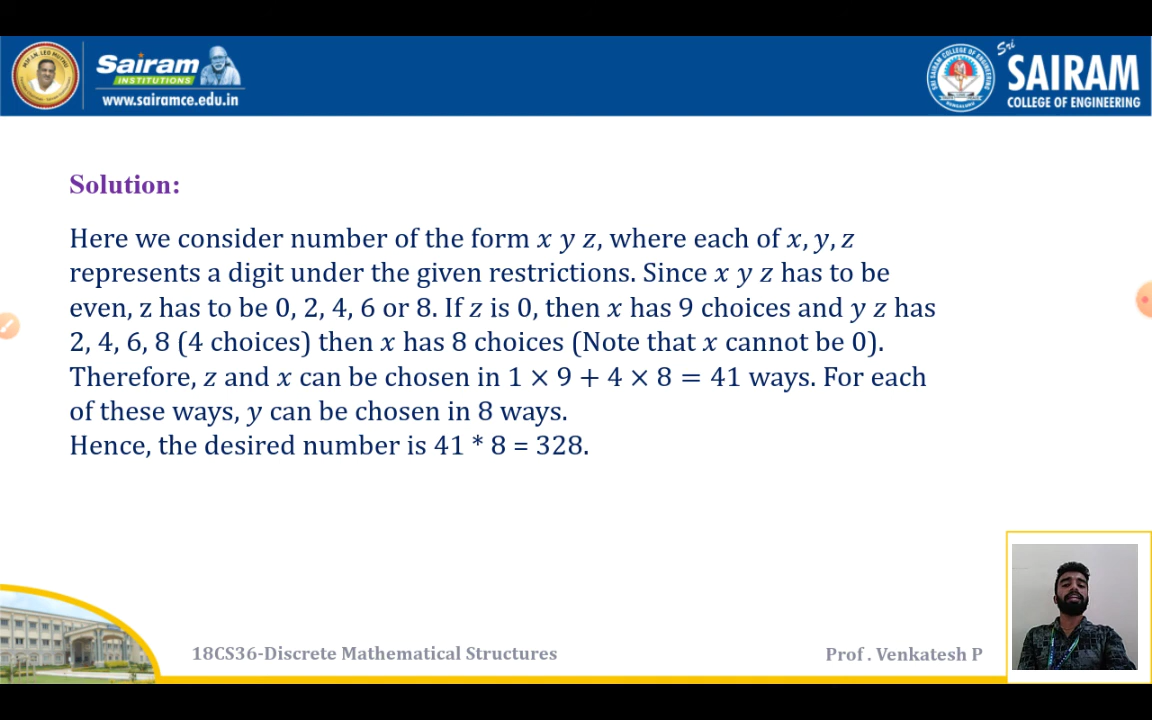 Sairam
INSTITUTIONS
www.sairamce.edu.in
Sri
SAIRAM
COLLEGE OF ENGINEERING
Solution:
Here we consider number of the form x y z, where each of x, y, z
represents a digit under the given restrictions. Since x y z has to be
even, z has to be 0, 2, 4, 6 or 8. If z is 0, then x has 9 choices and y z has
2, 4, 6, 8 (4 choices) then x has 8 choices (Note that x cannot be 0).
Therefore, z and x can be chosen in 1 × 9 + 4 × 8 = 41 ways. For each
of these ways, y can be chosen in 8 ways.
Hence, the desired number is 41 * 8 = 328.
18CS36-Discrete Mathematical Structures
Prof . Venkatesh P